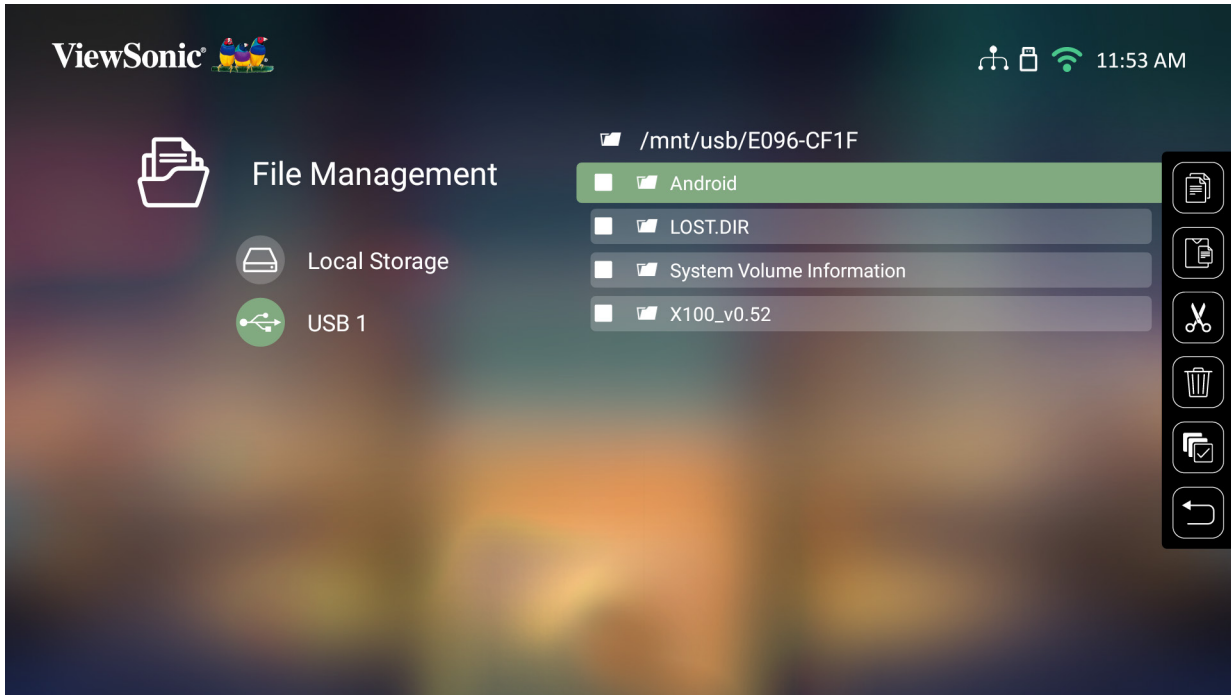 ViewSonic®
11:53 AM
File Management
Local Storage
USB 1
/mnt/usb/E096-CF1F
Android
LOST.DIR
System Volume Information
X100_v0.52